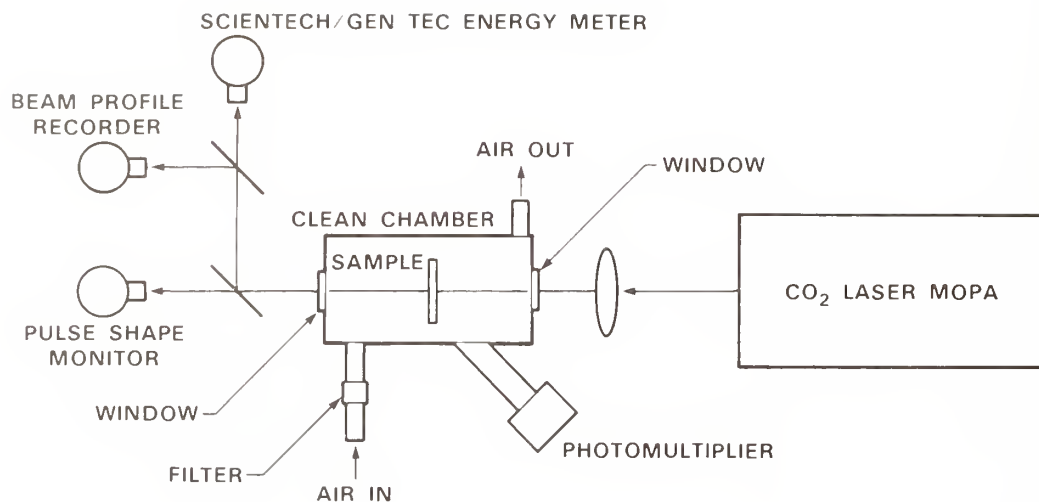 SCIENTECH/GEN TEC ENERGY METER
BEAM PROFILE
RECORDER
AIR OUT
WINDOW
CLEAN CHAMBER
SAMPLE
CO₂ LASER MOPA
PULSE SHAPE
MONITOR
WINDOW
PHOTOMULTIPLIER
FILTER
AIR IN